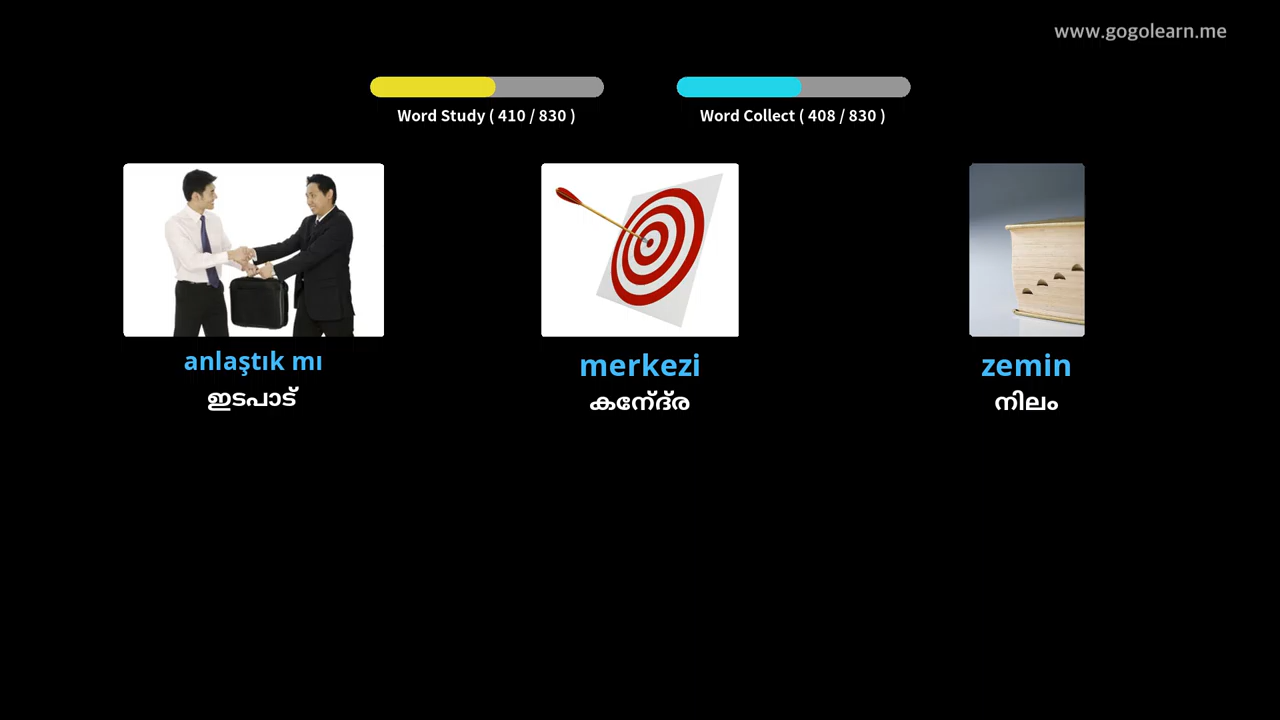 www.gogolearn.me
Word Study ( 410 / 830 )
Word Collect ( 408 / 830 )
anlaştık mı
ഇടപാട്
merkezi
കേന്ദ്ര
zemin
നിലം